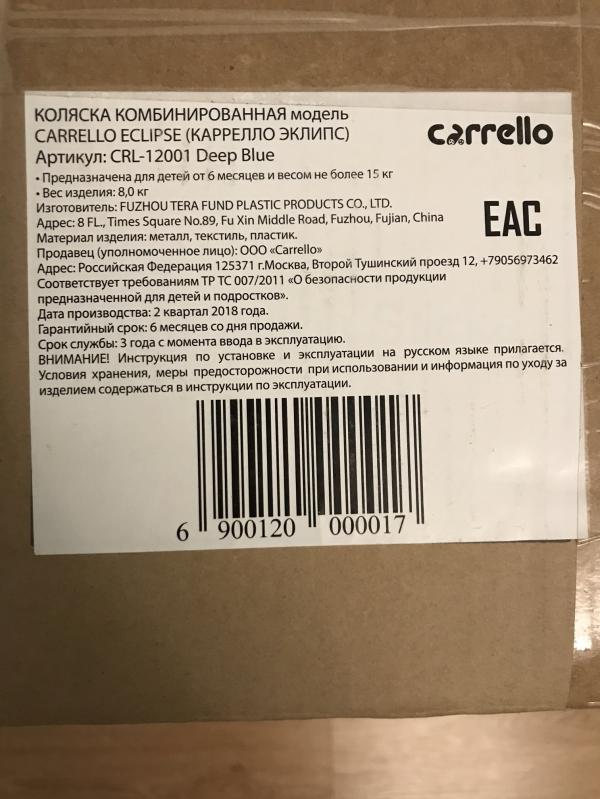 КОЛЯСКА КОМБИНИРОВАННАЯ модель
CARRELLO ECLIPSE (КАРРЕЛЛО ЭКЛИПС)
carrello
Артикул: CRL-12001 Deep Blue
• Предназначена для детей от 6 месяцев и весом не более 15 кг
• Вес изделия: 8,0 кг
Изготовитель: FUZHOU TERA FUND PLASTIC PRODUCTS CO., LTD.
Адрес: 8 FL., Times Square No.89, Fu Xin Middle Road, Fuzhou, Fujian, China
EAC
Материал изделия: металл, текстиль, пластик.
Продавец (уполномоченное лицо): ООО «Carrello»
Адрес: Российская Федерация 125371 г.Москва, Второй Тушинский проезд 12, +79056973462
Соответствует требованиям ТР ТС 007/2011 «О безопасности продукции
предназначенной для детей и подростков».
Дата производства: 2 квартал 2018 года.
Гарантийный срок: 6 месяцев со дня продажи.
Срок службы: 3 года с момента ввода в эксплуатацию.
ВНИМАНИЕ! Инструкция по установке и эксплуатации на русском языке прилагается.
Условия хранения, меры предосторожности при использовании и информация по уходу за
изделием содержаться в инструкции по эксплуатации.
6 900120 000017